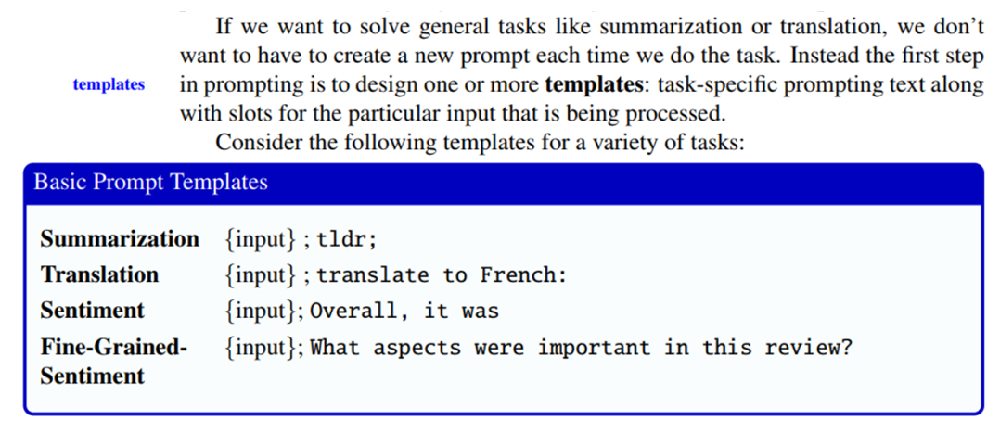 If we want to solve general tasks like summarization or translation, we don't
want to have to create a new prompt each time we do the task. Instead the first step
templates
in prompting is to design one or more templates: task-specific prompting text along
with slots for the particular input that is being processed.
Consider the following templates for a variety of tasks:
Basic Prompt Templates
Summarization {input} ; tldr;
Translation {input} ; translate to French:
Sentiment {input}; Overall, it was
Fine-Grained- {input}; What aspects were important in this review?
Sentiment